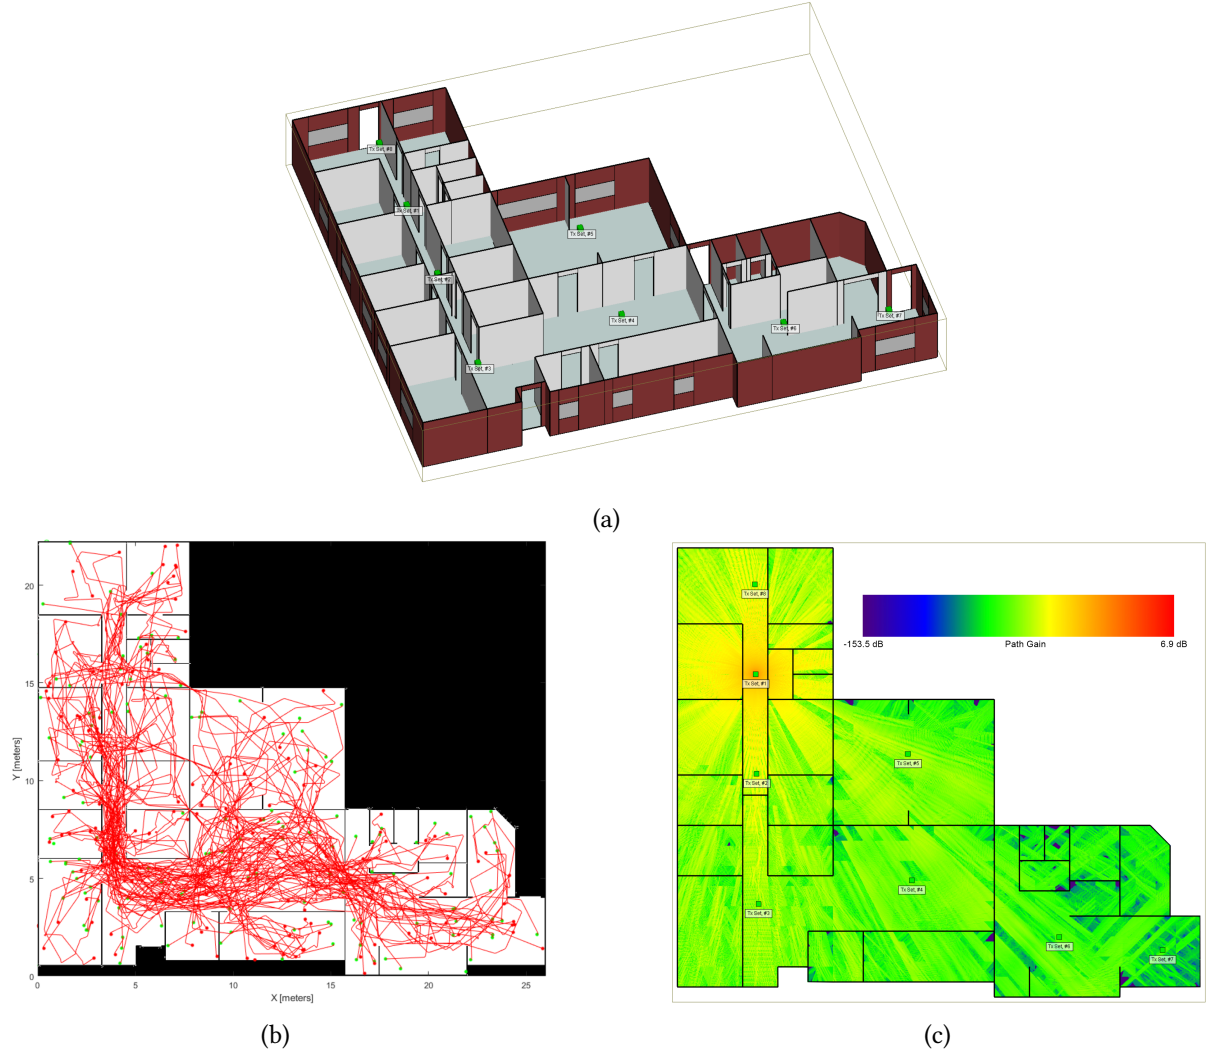 Tx Set, #8
Tx Set, #1
Tx Set, #2
Tx Set, #3
Tx Set, #5
Tx Set, #4
Tx Set, #6
Tx Set, #7
(a)
Y [meters]
20
15
10
5
0
0 5 10 15 20 25
X [meters]
(b)
-153.5 dB Path Gain 6.9 dB
Tx Set, #8
Tx Set, #1
Tx Set, #2
Tx Set, #3
Tx Set, #5
Tx Set, #4
Tx Set, #6
Tx Set, #7
(c)